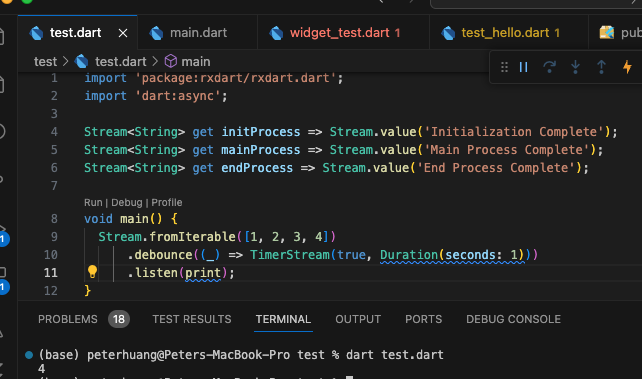 test.dart
main.dart
widget_test.dart 1
test_hello.dart 1
pub
test > test.dart > main
1 import 'package:rxdart/rxdart.dart';
2 import 'dart:async';
3
4 Stream<String> get initProcess => Stream.value('Initialization Complete');
5 Stream<String> get mainProcess => Stream.value('Main Process Complete');
6 Stream<String> get endProcess => Stream.value('End Process Complete');
7
Run | Debug | Profile
8 void main() {
9 Stream.fromIterable([1, 2, 3, 4])
10 .debounce((_) => TimerStream(true, Duration(seconds: 1)))
11 .listen(print);
12 }
1
1
PROBLEMS 18 TEST RESULTS TERMINAL OUTPUT PORTS DEBUG CONSOLE
(base) peterhuang@Peters-MacBook-Pro test % dart test.dart
4